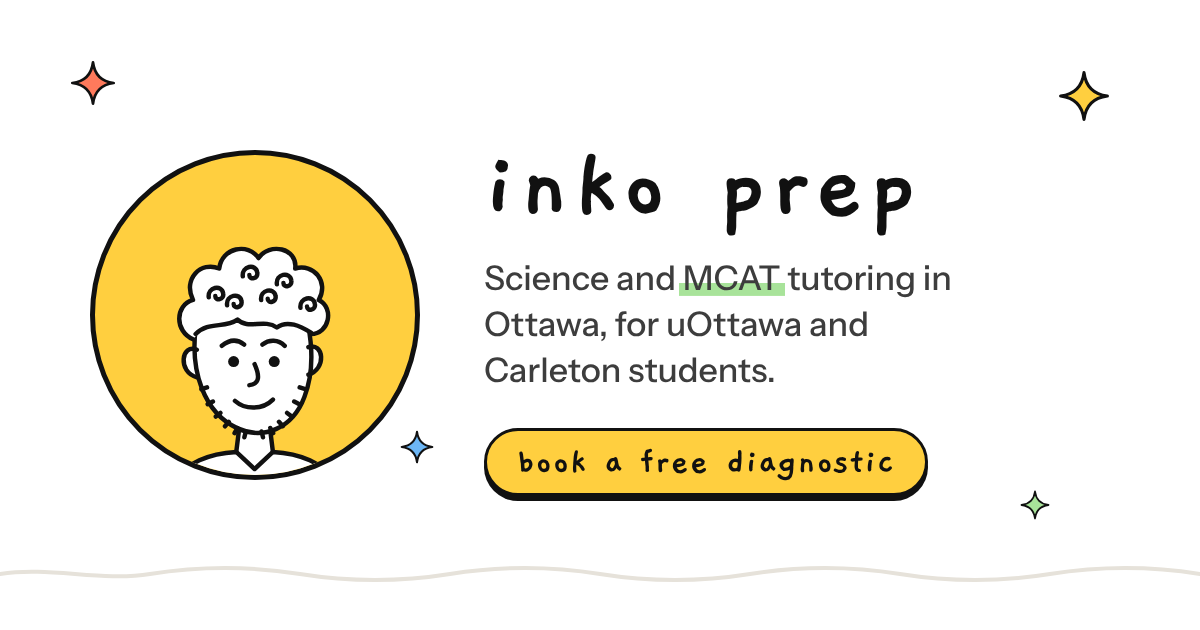 inko prep
Science and MCAT tutoring in
Ottawa, for uOttawa and
Carleton students.
book a free diagnostic